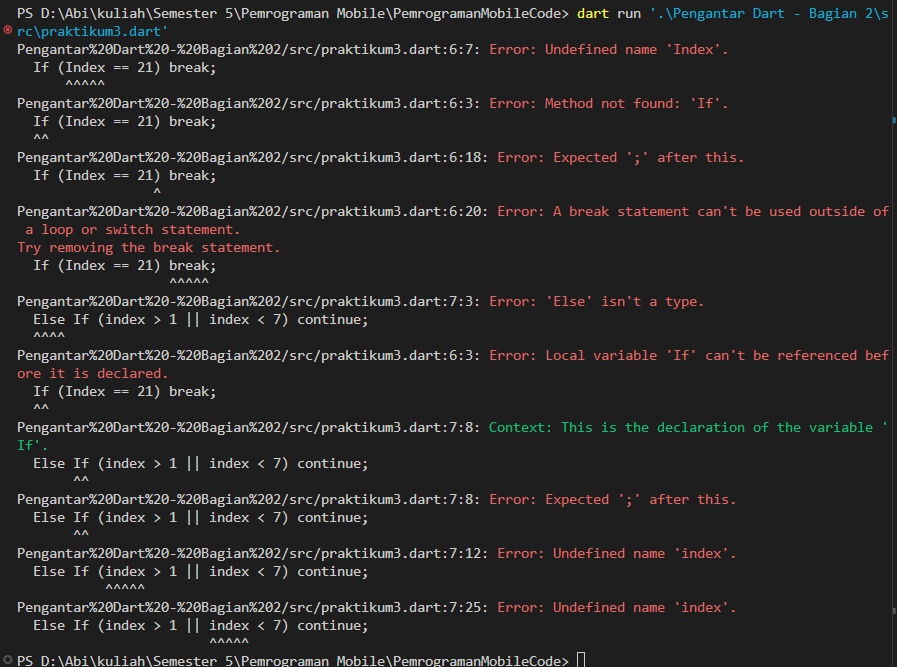 PS D:\Abi\kuliah\Semester 5\Pemrograman Mobile\PemrogramanMobileCode> dart run '.\Pengantar Dart - Bagian 2\s
rc\praktikum3.dart'
Pengantar%20Dart%20-%20Bagian%202/src/praktikum3.dart:6:7: Error: Undefined name 'Index'.
  If (Index == 21) break;
      ^^^^^
Pengantar%20Dart%20-%20Bagian%202/src/praktikum3.dart:6:3: Error: Method not found: 'If'.
  If (Index == 21) break;
  ^^
Pengantar%20Dart%20-%20Bagian%202/src/praktikum3.dart:6:18: Error: Expected ';' after this.
  If (Index == 21) break;
                 ^
Pengantar%20Dart%20-%20Bagian%202/src/praktikum3.dart:6:20: Error: A break statement can't be used outside of
 a loop or switch statement.
Try removing the break statement.
  If (Index == 21) break;
                   ^^^^^
Pengantar%20Dart%20-%20Bagian%202/src/praktikum3.dart:7:3: Error: 'Else' isn't a type.
  Else If (index > 1 || index < 7) continue;
  ^^^^
Pengantar%20Dart%20-%20Bagian%202/src/praktikum3.dart:6:3: Error: Local variable 'If' can't be referenced bef
ore it is declared.
  If (Index == 21) break;
  ^^
Pengantar%20Dart%20-%20Bagian%202/src/praktikum3.dart:7:8: Context: This is the declaration of the variable '
If'.
  Else If (index > 1 || index < 7) continue;
       ^^
Pengantar%20Dart%20-%20Bagian%202/src/praktikum3.dart:7:8: Error: Expected ';' after this.
  Else If (index > 1 || index < 7) continue;
       ^^
Pengantar%20Dart%20-%20Bagian%202/src/praktikum3.dart:7:12: Error: Undefined name 'index'.
  Else If (index > 1 || index < 7) continue;
           ^^^^^
Pengantar%20Dart%20-%20Bagian%202/src/praktikum3.dart:7:25: Error: Undefined name 'index'.
  Else If (index > 1 || index < 7) continue;
                        ^^^^^
PS D:\Abi\kuliah\Semester 5\Pemrograman Mobile\PemrogramanMobileCode>